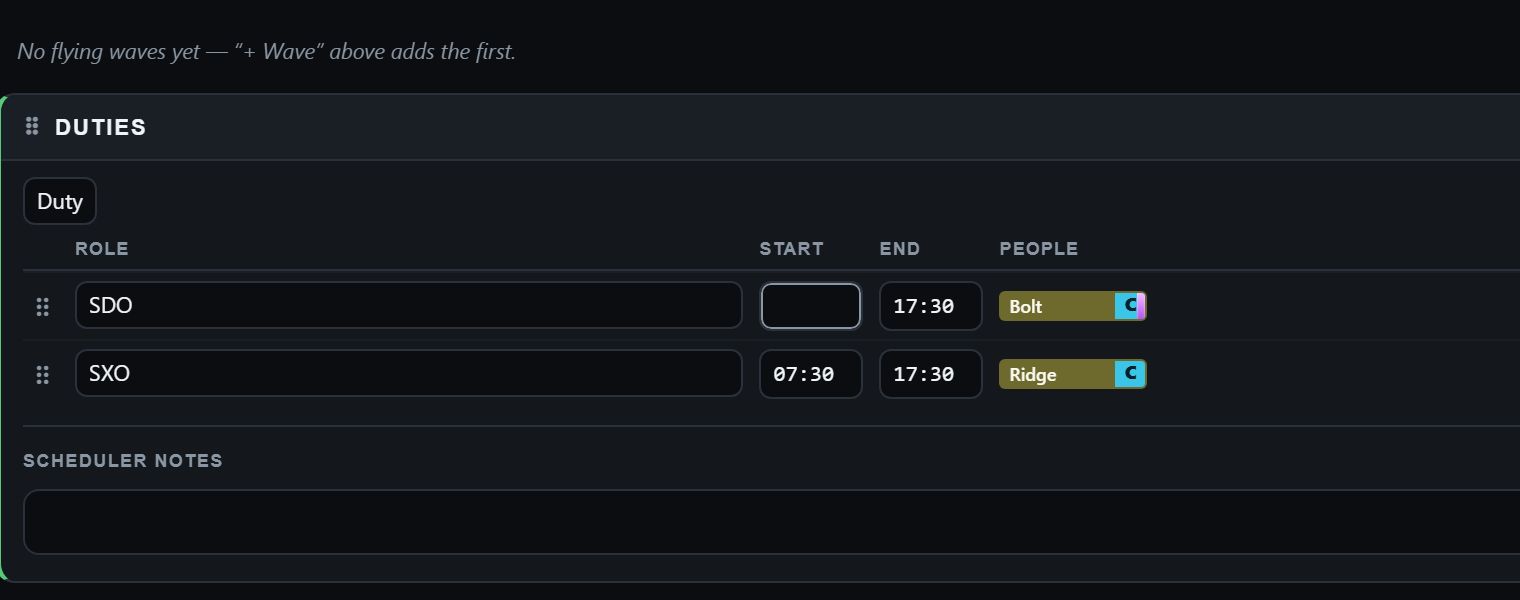 No flying waves yet — “+ Wave” above adds the first.
DUTIES
Duty
ROLE START END PEOPLE
SDO 17:30 Bolt C
SXO 07:30 17:30 Ridge C
SCHEDULER NOTES